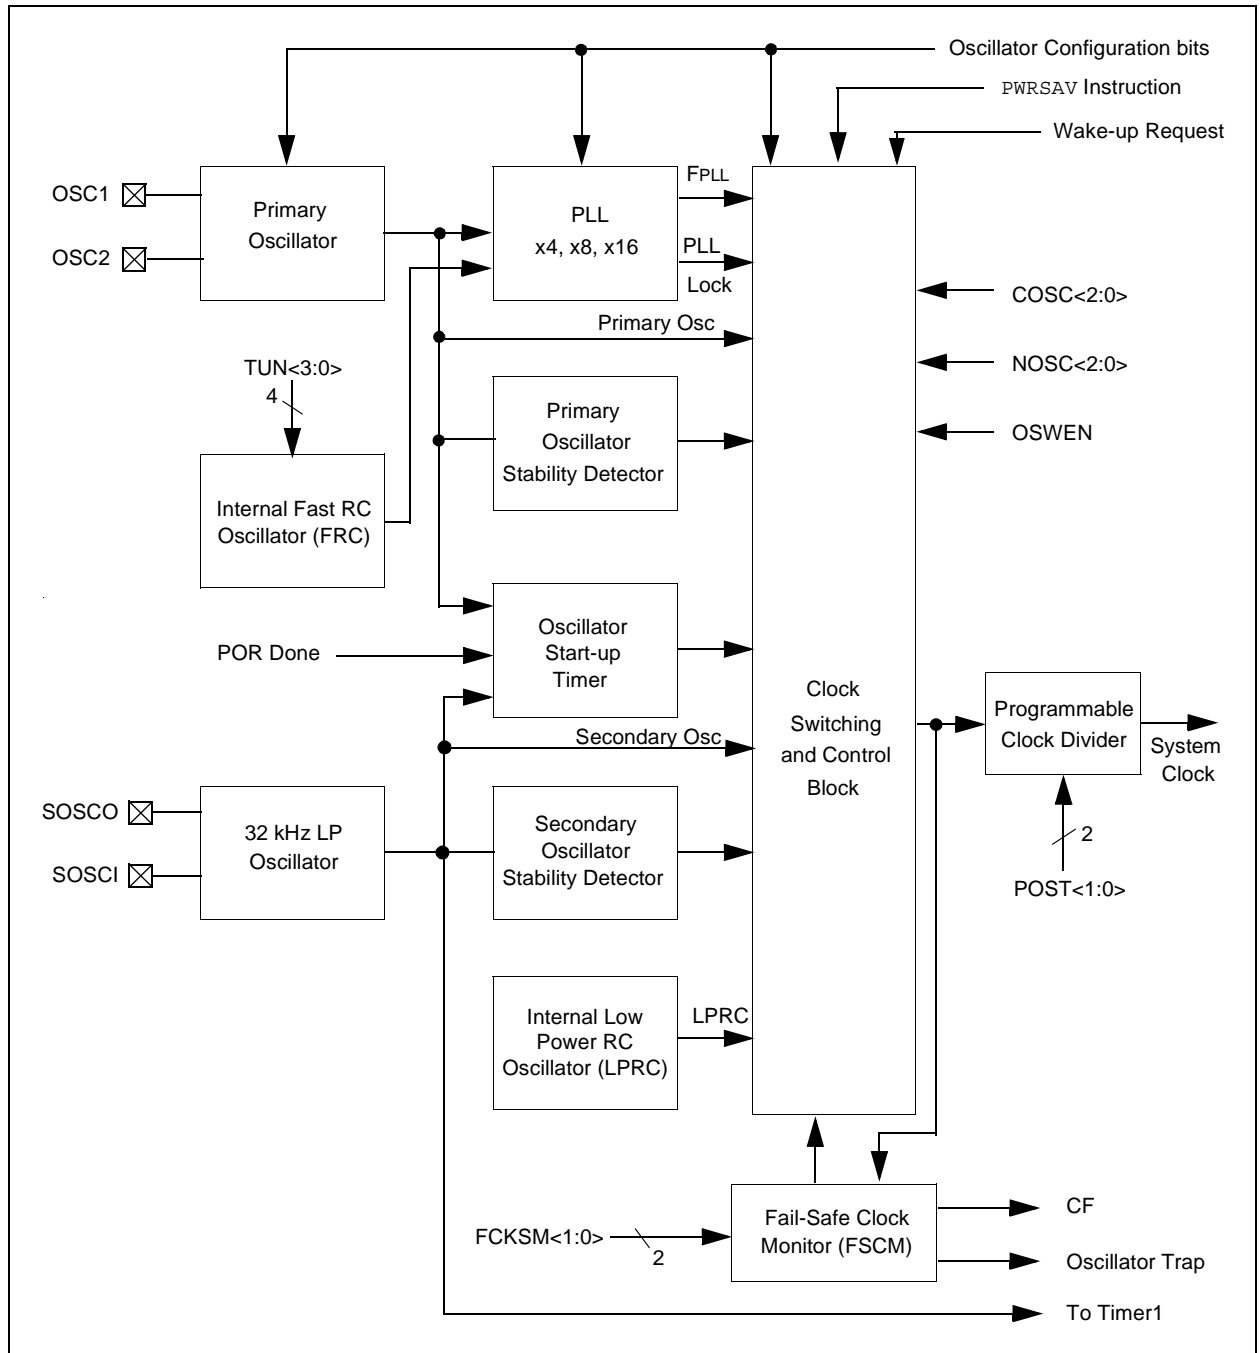 Oscillator Configuration bits
PWRSAV Instruction
Wake-up Request
OSC1
OSC2
Primary
Oscillator
PLL
x4, x8, x16
FPLL
PLL
Lock
Primary Osc
COSC<2:0>
NOSC<2:0>
OSWEN
TUN<3:0>
4
Primary
Oscillator
Stability Detector
Internal Fast RC
Oscillator (FRC)
POR Done
Oscillator
Start-up
Timer
Clock
Switching
and Control
Block
Programmable
Clock Divider
System
Clock
Secondary Osc
SOSCO
SOSCI
32 kHz LP
Oscillator
Secondary
Oscillator
Stability Detector
2
POST<1:0>
Internal Low
Power RC
Oscillator (LPRC)
LPRC
FCKSM<1:0>
2
Fail-Safe Clock
Monitor (FSCM)
CF
Oscillator Trap
To Timer1